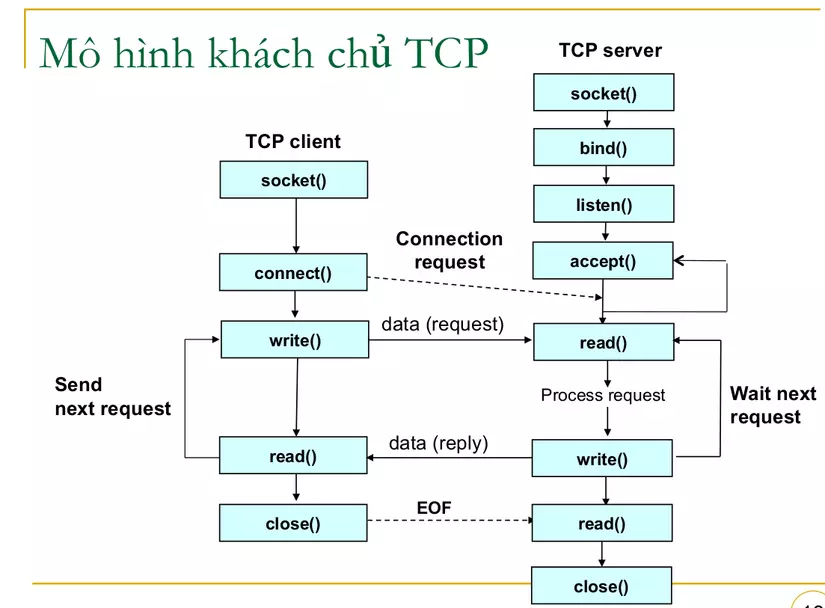 Mô hình khách chủ TCP
TCP server
socket()
bind()
listen()
accept()
TCP client
socket()
Connection
request
connect()
data (request)
write()
read()
Send
next request
Process request
Wait next
request
data (reply)
read()
write()
EOF
close()
read()
close()